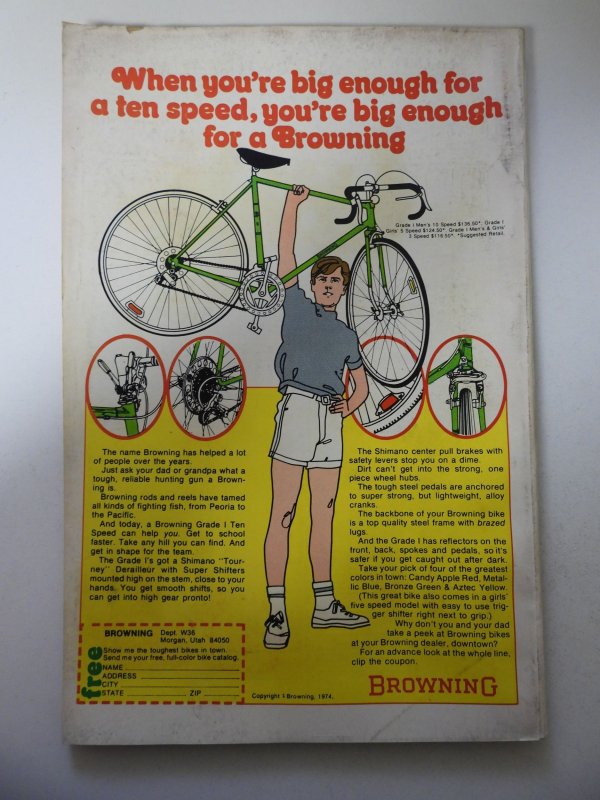 When you're big enough for
a ten speed, you're big enough
for a Browning
Grade I Men's 10 Speed $136.50*. Grade I
Girls' 5 Speed $124.50*. Grade I Men's & Girls'
3 Speed $116.50*. *Suggested Retail.
The name Browning has helped a lot
of people over the years.
Just ask your dad or grandpa what a
tough, reliable hunting gun a Brown-
ing is.
Browning rods and reels have tamed
all kinds of fighting fish, from Peoria to
the Pacific.
And today, a Browning Grade I Ten
Speed can help you. Get to school
faster. Take any hill you can find. And
get in shape for the team.
The Grade I's got a Shimano "Tour-
ney" Derailleur with Super Shifters
mounted high on the stem, close to your
hands. You get smooth shifts, so you
can get into high gear pronto!
The Shimano center pull brakes with
safety levers stop you on a dime.
Dirt can't get into the strong, one
piece wheel hubs.
The tough steel pedals are anchored
to super strong, but lightweight, alloy
cranks.
The backbone of your Browning bike
is a top quality steel frame with brazed
lugs.
And the Grade I has reflectors on the
front, back, spokes and pedals, so it's
safer if you get caught out after dark.
Take your pick of four of the greatest
colors in town: Candy Apple Red, Metal-
lic Blue, Bronze Green & Aztec Yellow.
(This great bike also comes in a girls'
five speed model with easy to use trig-
ger shifter right next to grip.)
Why don't you and your dad
take a peek at Browning bikes
at your Browning dealer, downtown?
For an advance look at the whole line,
clip the coupon.
BROWNING Dept. W36
Morgan, Utah 84050
free
Show me the toughest bikes in town.
Send me your free, full-color bike catalog.
NAME
ADDRESS
CITY
STATE ZIP
Copyright © Browning, 1974.
BROWNING